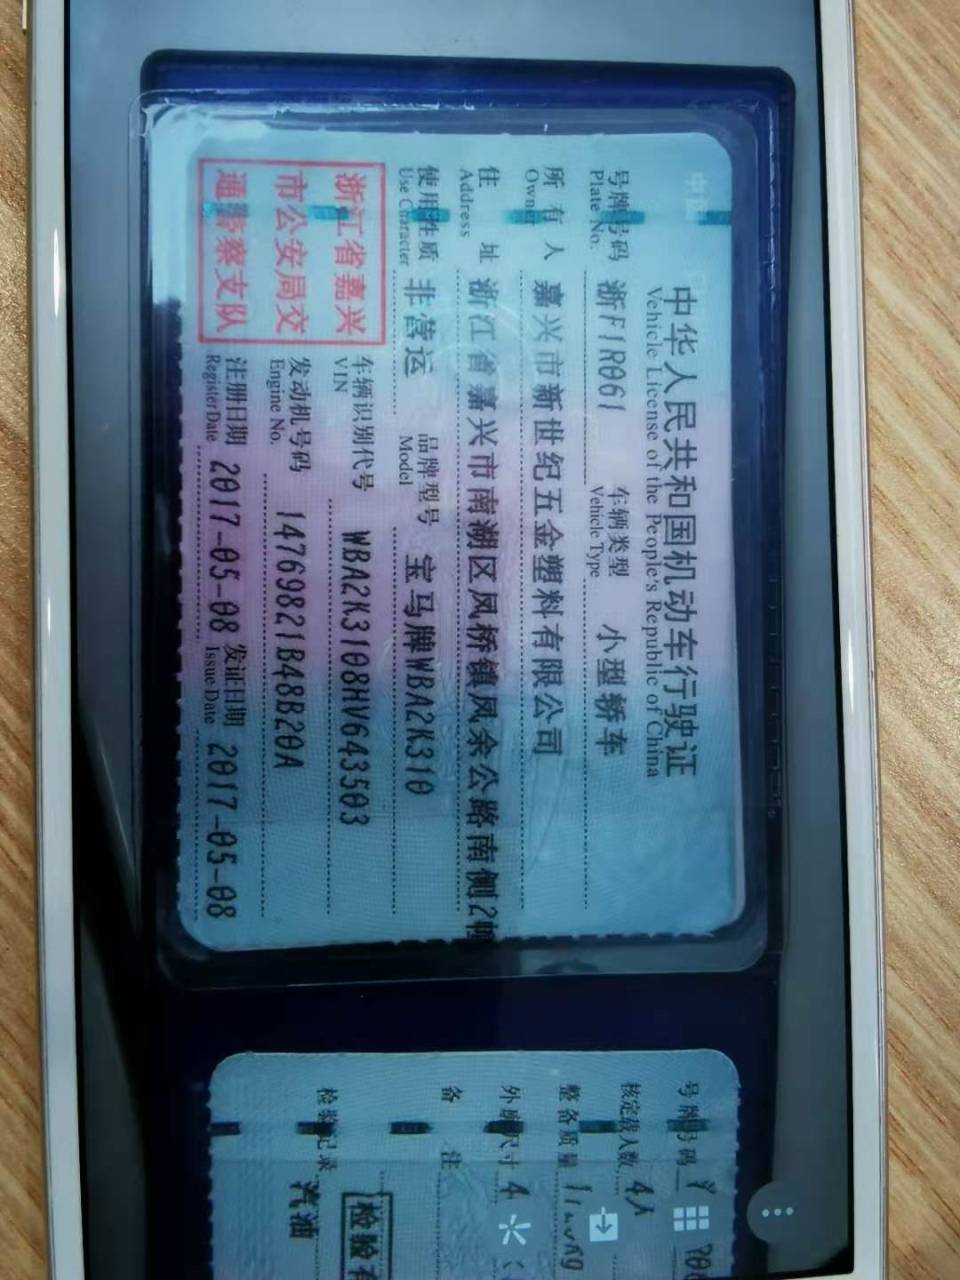 中华人民共和国机动车行驶证
Vehicle License of the People's Republic of China
号牌号码 浙F1R061 车辆类型 小型轿车
Plate No. Vehicle Type
所有人 嘉兴市新世纪五金塑料有限公司
Owner
住址 浙江省嘉兴市南湖区凤桥镇凤余公路南侧2幢
Address
使用性质 非营运 品牌型号 宝马牌WBA2K310
Use Character Model
浙江省嘉兴
市公安局交
通警察支队
车辆识别代号 WBA2K3108HV643503
VIN
发动机号码 14769821B48B20A
Engine No.
注册日期 2017-05-08 发证日期 2017-05-08
Register Date Issue Date
号牌号码
核定载人数 4人
整备质量
外廓尺寸 4
备注
检验记录 汽油
检验有